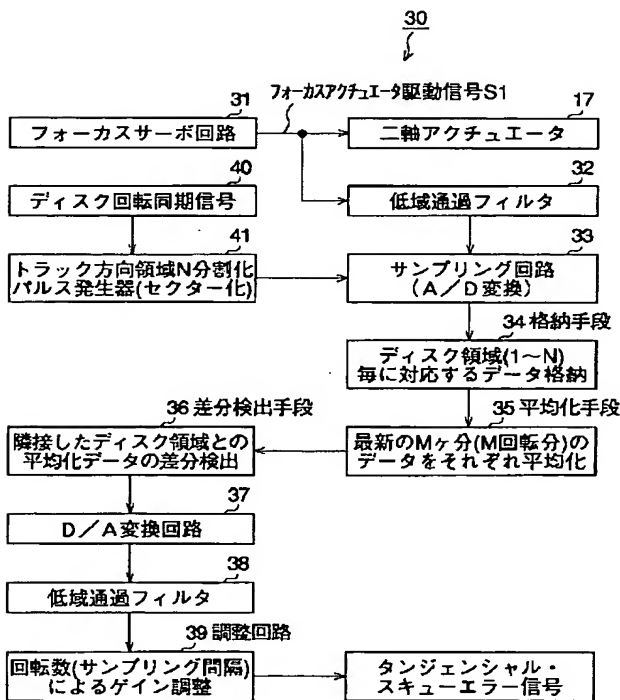 30
31
フォーカスアクチュエータ駆動信号S1
17
フォーカスサーボ回路
二軸アクチュエータ
40
32
ディスク回転同期信号
低域通過フィルタ
41
33
トラック方向領域N分割化
パルス発生器(セクター化)
サンプリング回路
(A/D変換)
34 格納手段
ディスク領域(1~N)
毎に対応するデータ格納
36 差分検出手段
35 平均化手段
隣接したディスク領域との
平均化データの差分検出
最新のMヶ分(M回転分)の
データをそれぞれ平均化
37
D/A変換回路
38
低域通過フィルタ
39 調整回路
回転数(サンプリング間隔)
によるゲイン調整
タンジェンシャル・
スキューエラー信号